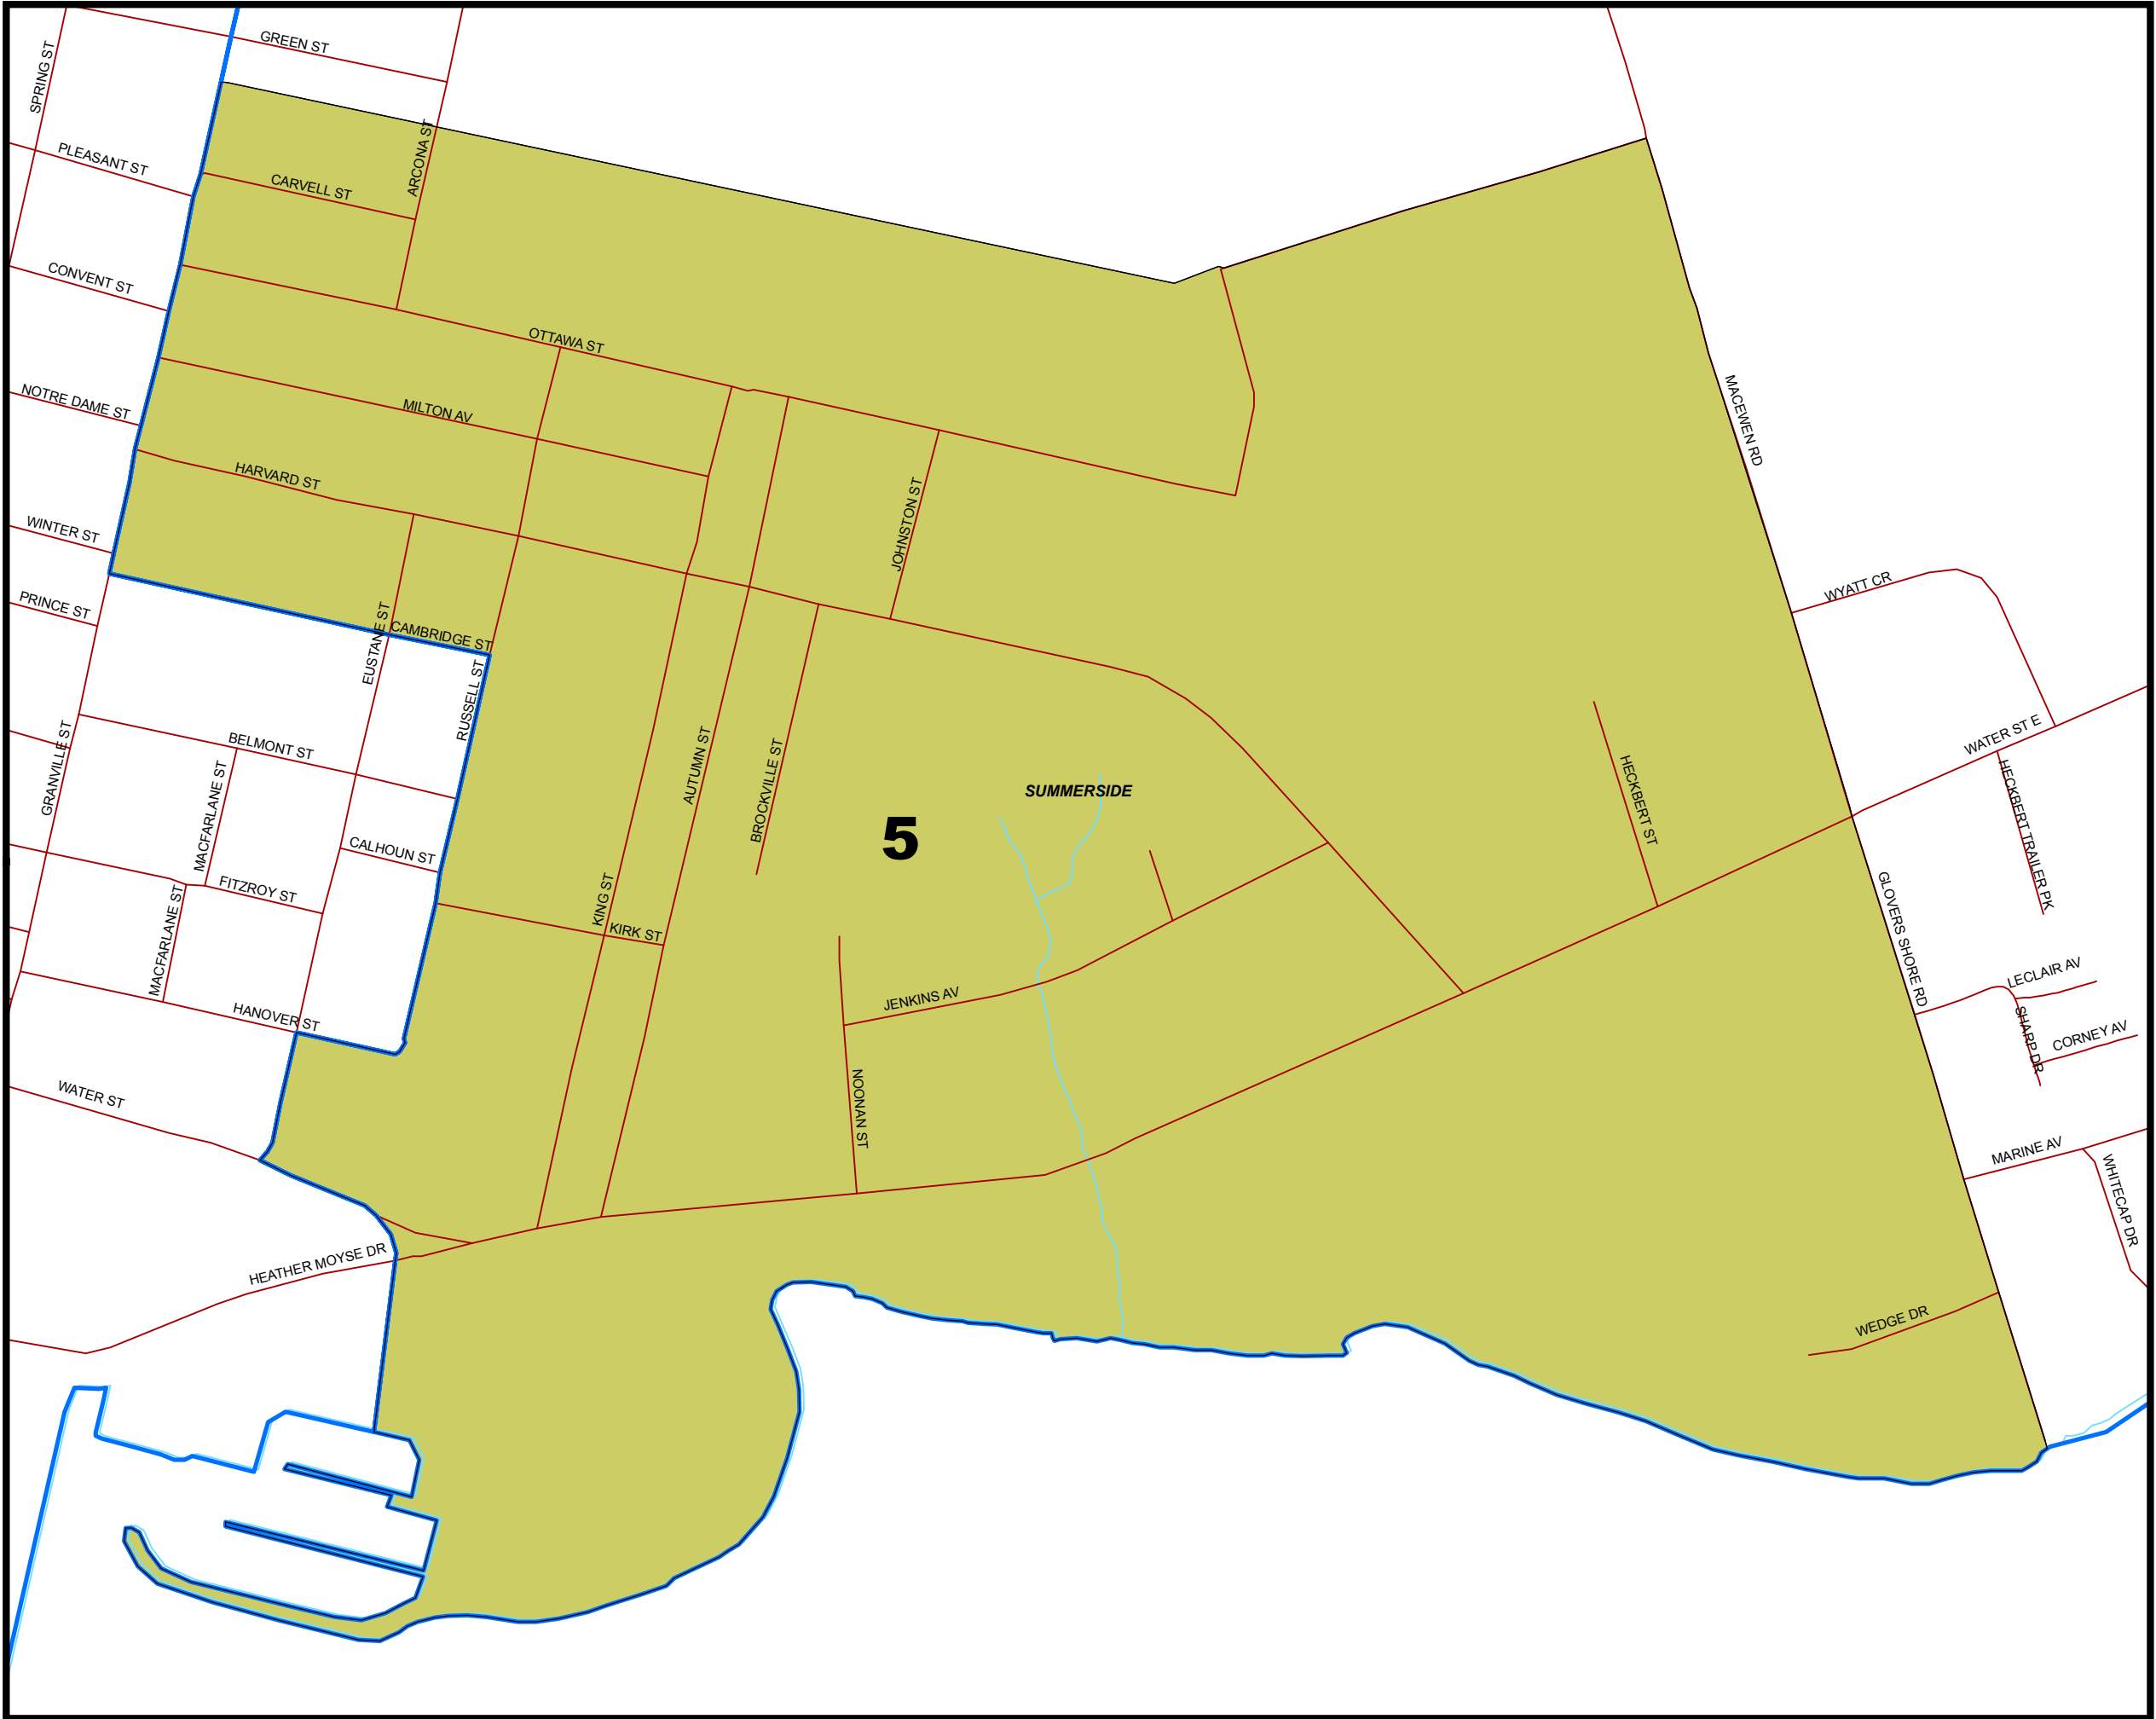 GREEN ST
SPRING ST
PLEASANT ST
ARCONA ST
CARVELL ST
CONVENT ST
OTTAWA ST
NOTRE DAME ST
MILTON AV
MACEWEN RD
HARVARD ST
JOHNSTON ST
WINTER ST
WYATT CR
PRINCE ST
EUSTANE ST
CAMBRIDGE ST
RUSSELL ST
WATER ST E
GRANVILLE ST
BELMONT ST
AUTUMN ST
BROCKVILLE ST
HECKBERT ST
HECKBERT TRAILER PK
MACFARLANE ST
SUMMERSIDE
5
CALHOUN ST
FITZROY ST
KING ST
GLOVERS SHORE RD
MACFARLANE ST
KIRK ST
LECLAIR AV
JENKINS AV
HANOVER ST
SHARP DR
CORNEY AV
WATER ST
NOONAN ST
MARINE AV
WHITECAP DR
HEATHER MOYSE DR
WEDGE DR